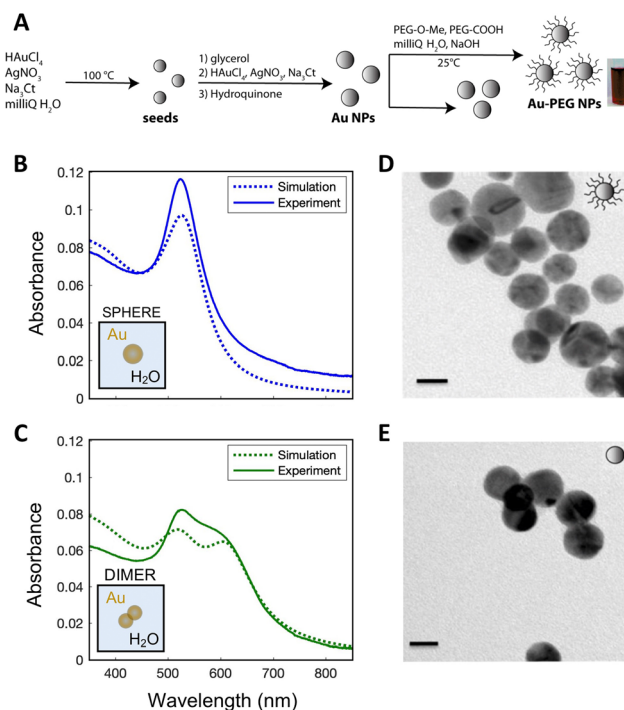 A
HAuCl₄
AgNO₃
Na₃Ct
milliQ H₂O
100 °C
seeds
1) glycerol
2) HAuCl₄, AgNO₃, Na₃Ct
3) Hydroquinone
Au NPs
PEG-O-Me, PEG-COOH
milliQ H₂O, NaOH
25°C
Au-PEG NPs
B
Absorbance
0.12
0.1
0.08
0.06
0.04
0.02
0
Simulation
Experiment
SPHERE
Au
H₂O
C
Absorbance
0.12
0.1
0.08
0.06
0.04
0.02
0
Simulation
Experiment
DIMER
Au
H₂O
400 500 600 700 800
Wavelength (nm)
D
E